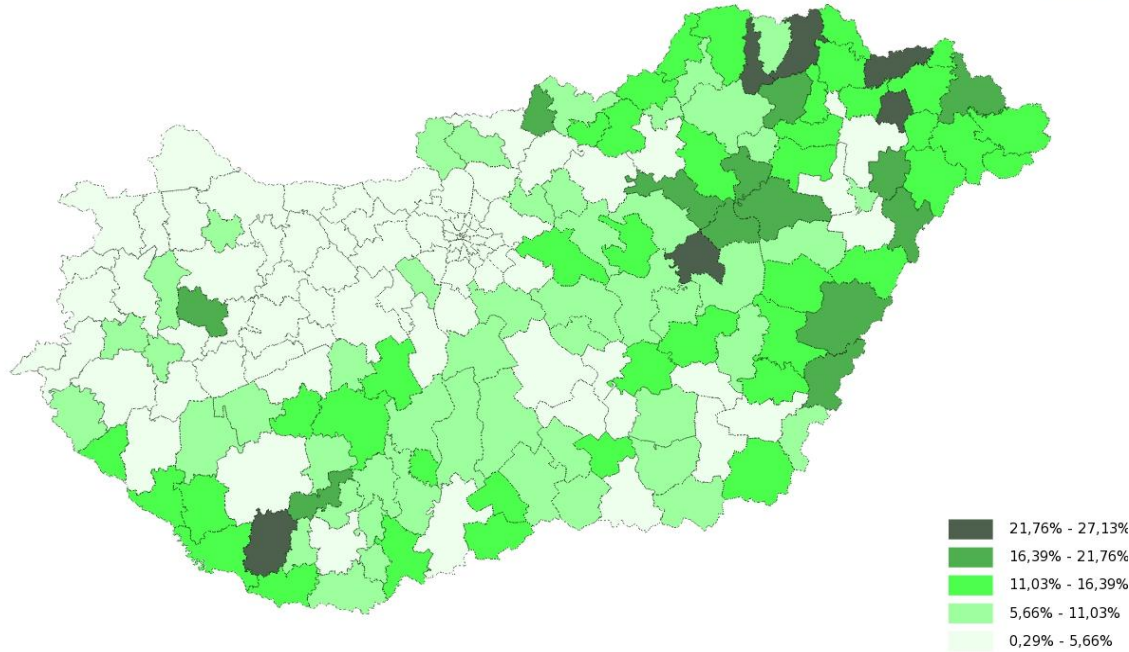 21,76% - 27,13%
16,39% - 21,76%
11,03% - 16,39%
5,66% - 11,03%
0,29% - 5,66%